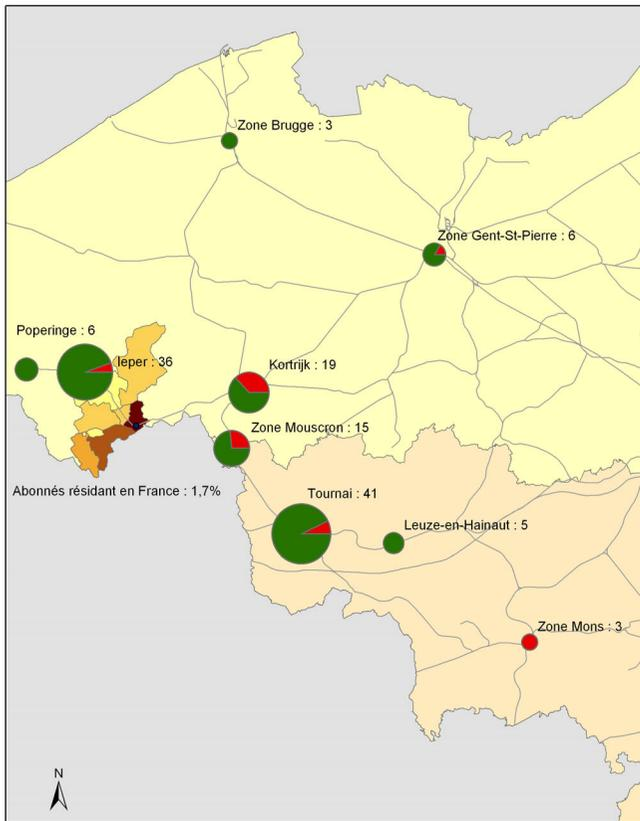 Zone Brugge : 3
Zone Gent-St-Pierre : 6
Poperinge : 6
Ieper : 36
Kortrijk : 19
Zone Mouscron : 15
Abonnés résidant en France : 1,7%
Tournai : 41
Leuze-en-Hainaut : 5
Zone Mons : 3
N